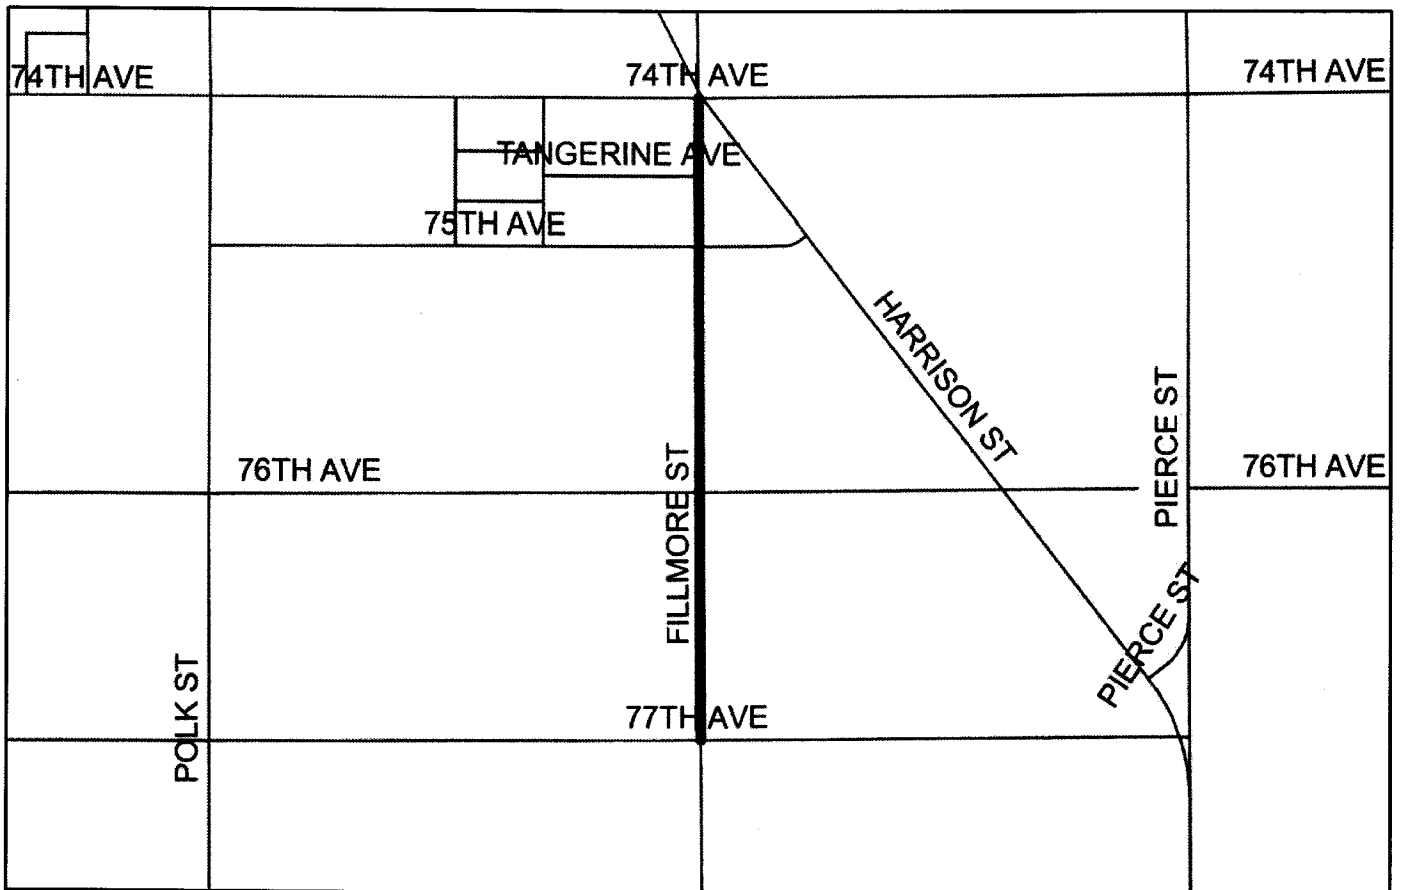 74TH AVE
74TH AVE
74TH AVE
TANGERINE AVE
75TH AVE
HARRISON ST
PIERCE ST
76TH AVE
76TH AVE
FILLMORE ST
PIERCE ST
POLK ST
77TH AVE